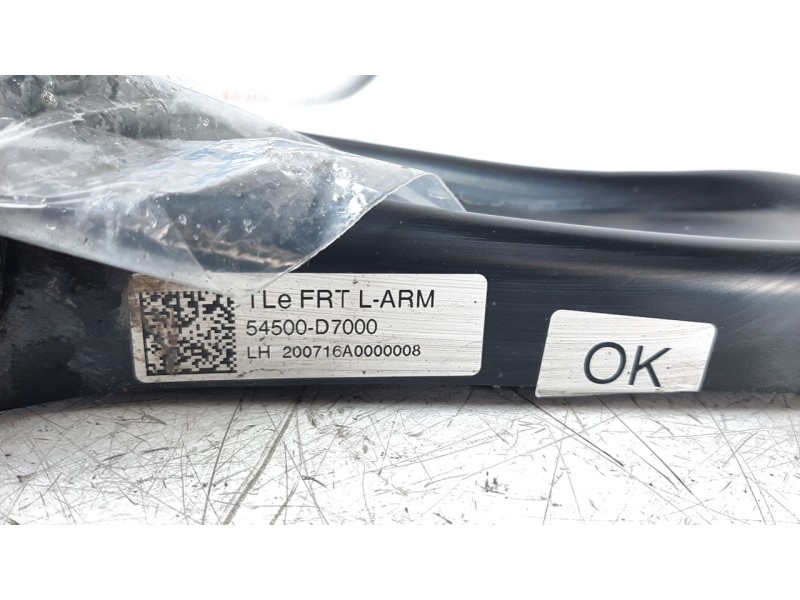 TLe FRT L-ARM
54500-D7000
LH 200716A0000008
OK